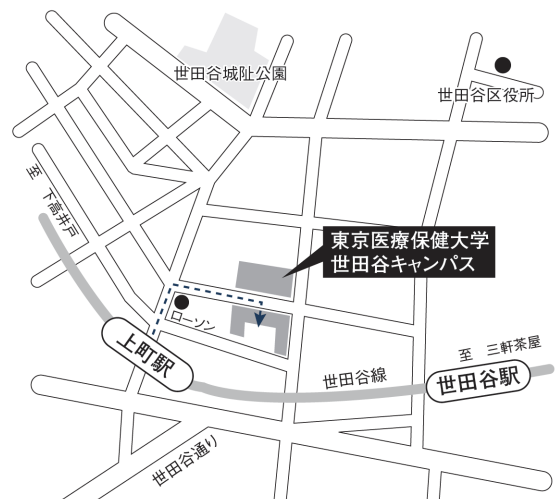 世田谷城趾公園
世田谷区役所
至　下高井戸
東京医療保健大学
世田谷キャンパス
ローソン
上町駅
至　三軒茶屋
世田谷線
世田谷駅
世田谷通り